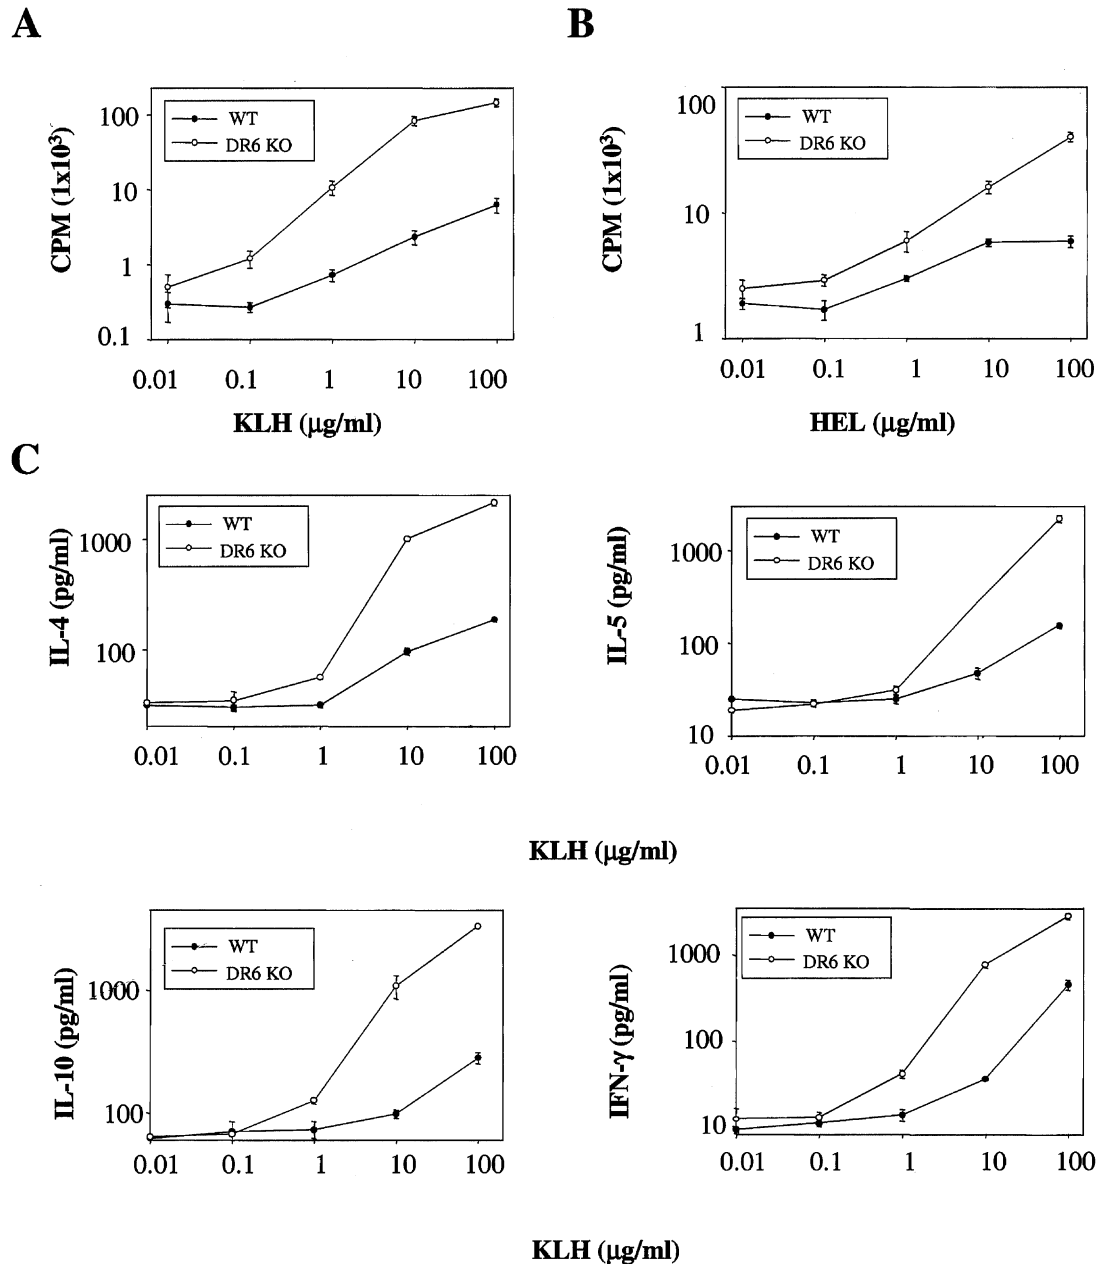 A
B
CPM (1x10³)
100
10
1
0.1
WT
DR6 KO
0.01 0.1 1 10 100
KLH (μg/ml)
CPM (1x10³)
100
10
1
WT
DR6 KO
0.01 0.1 1 10 100
HEL (μg/ml)
C
IL-4 (pg/ml)
1000
100
WT
DR6 KO
0.01 0.1 1 10 100
IL-5 (pg/ml)
1000
100
10
WT
DR6 KO
0.01 0.1 1 10 100
KLH (μg/ml)
IL-10 (pg/ml)
1000
100
WT
DR6 KO
0.01 0.1 1 10 100
IFN-γ (pg/ml)
1000
100
10
WT
DR6 KO
0.01 0.1 1 10 100
KLH (μg/ml)